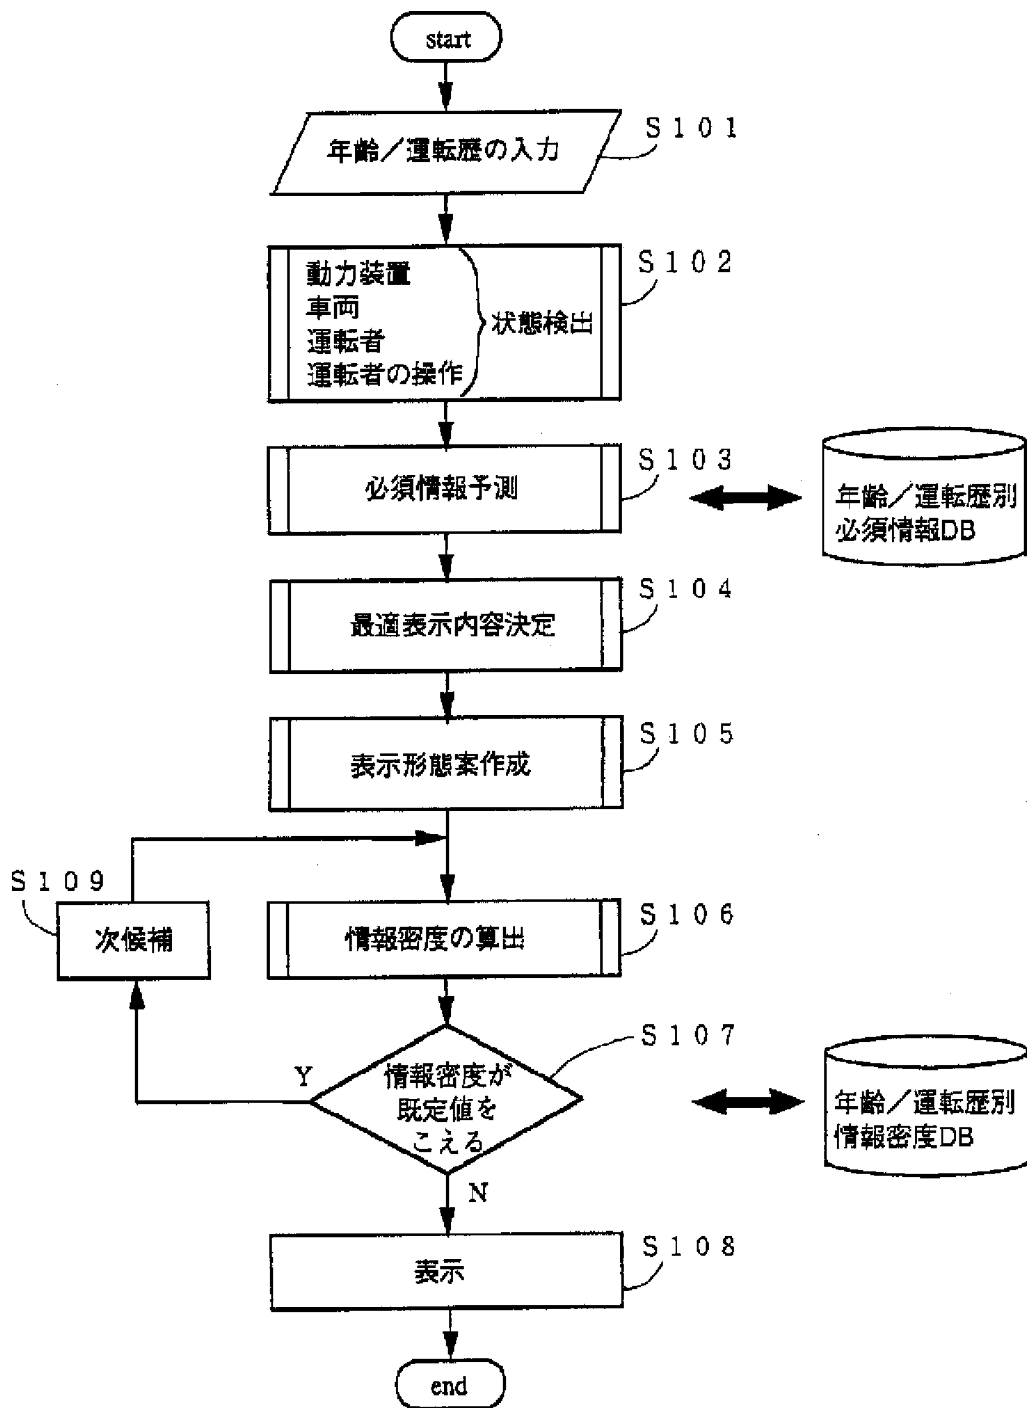 start
年齢／運転歴の入力
S101
動力装置
車両
運転者
運転者の操作
状態検出
S102
必須情報予測
S103
年齢／運転歴別
必須情報DB
最適表示内容決定
S104
表示形態案作成
S105
S109
次候補
情報密度の算出
S106
情報密度が
既定値を
こえる
S107
Y
N
年齢／運転歴別
情報密度DB
表示
S108
end